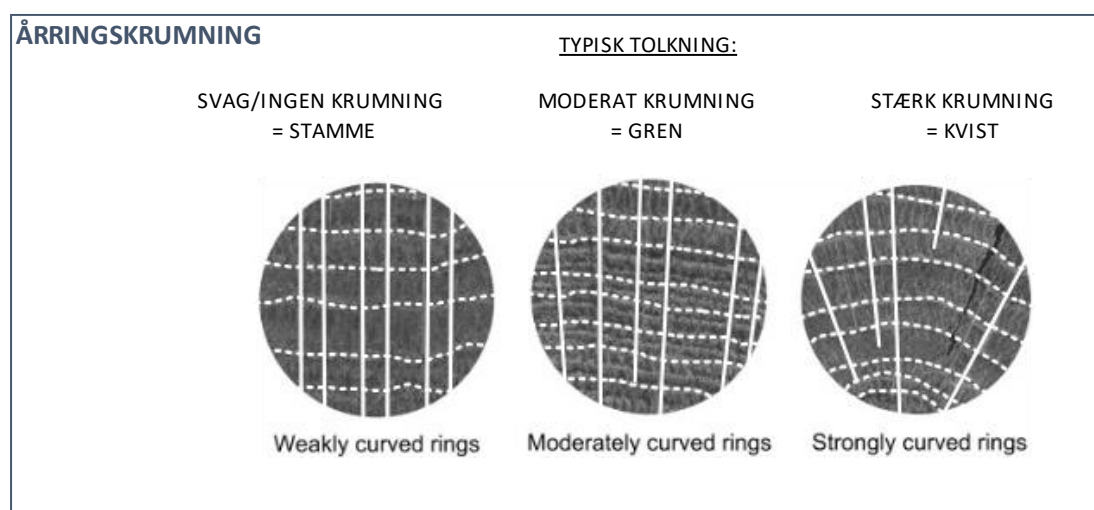 ÅRRINGSKRUMNING
TYPISK TOLKNING:
SVAG/INGEN KRUMNING
= STAMME
MODERAT KRUMNING
= GREN
STÆRK KRUMNING
= KVIST
Weakly curved rings
Moderately curved rings
Strongly curved rings